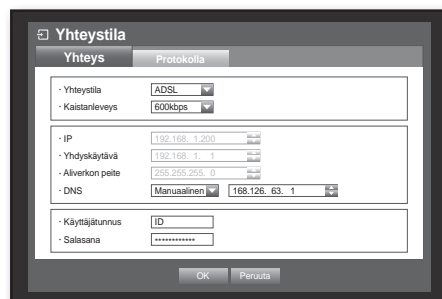 Yhteystila
Yhteys Protokolla
· Yhteystila ADSL
· Kaistanleveys 600kbps
· IP 192.168. 1.200
· Yhdyskäytävä 192.168. 1. 1
· Aliverkon peite 255.255.255. 0
· DNS Manuaalinen 168.126. 63. 1
· Käyttäjätunnus ID
· Salasana ************
OK Peruuta